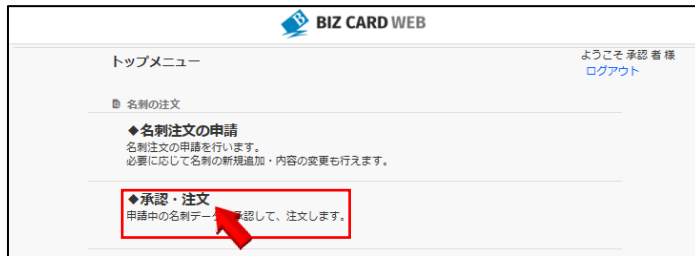 BIZ CARD WEB
トップメニュー
ようこそ 承認 者 様
ログアウト
名刺の注文
◆名刺注文の申請
名刺注文の申請を行います。
必要に応じて名刺の新規追加・内容の変更も行えます。
◆承認・注文
申請中の名刺データ 承認して、注文します。